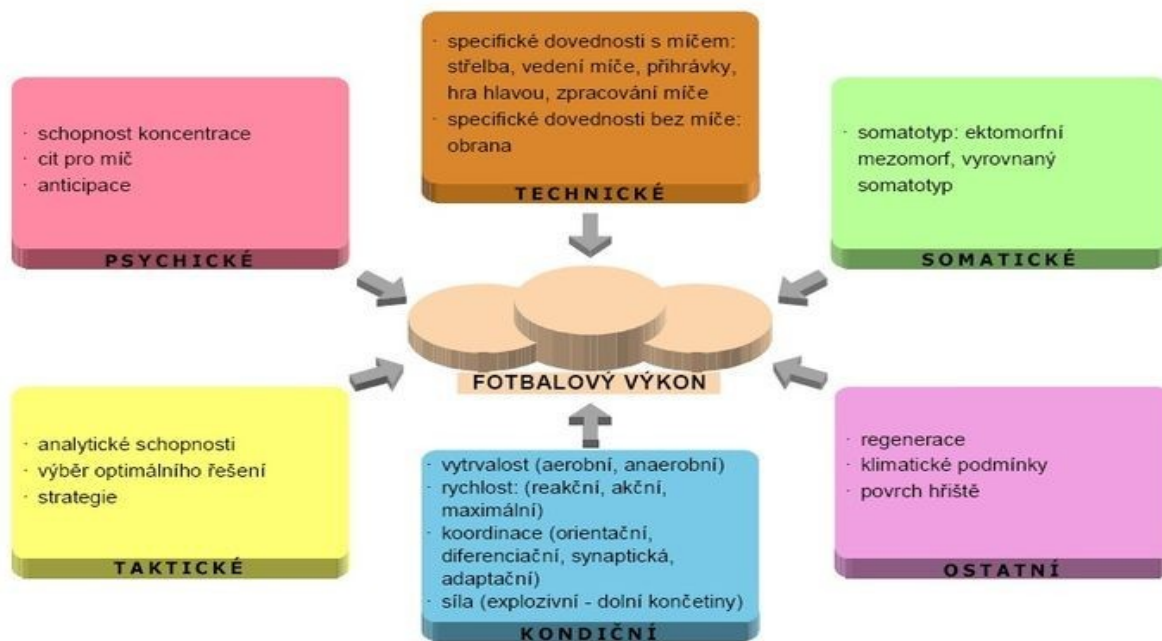 · specifické dovednosti s míčem:
střelba, vedení míče, přihrávky,
hra hlavou, zpracování míče
· specifické dovednosti bez míče:
obrana
TECHNICKÉ
· schopnost koncentrace
· cit pro míč
· anticipace
PSYCHICKÉ
· somatotyp: ektomorfní
mezomorf, vyrovnaný
somatotyp
SOMATICKÉ
FOTBALOVÝ VÝKON
· analytické schopnosti
· výběr optimálního řešení
· strategie
TAKTICKÉ
· vytrvalost (aerobní, anaerobní)
· rychlost: (reakční, akční,
maximální)
· koordinace (orientační,
diferenciační, synaptická,
adaptační)
· síla (explozivní - dolní končetiny)
KONDIČNÍ
· regenerace
· klimatické podmínky
· povrch hřiště
OSTATNÍ